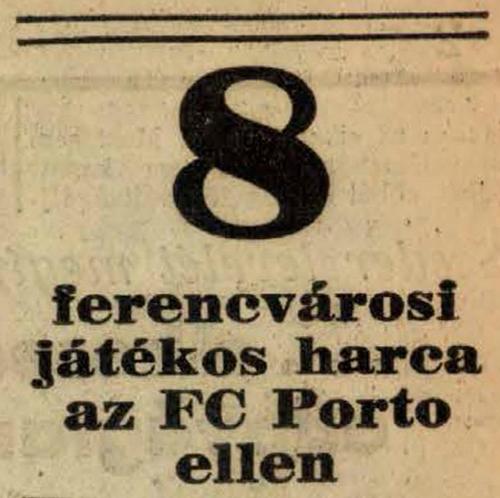 8
ferencvárosi
játékos harca
az FC Porto
ellen